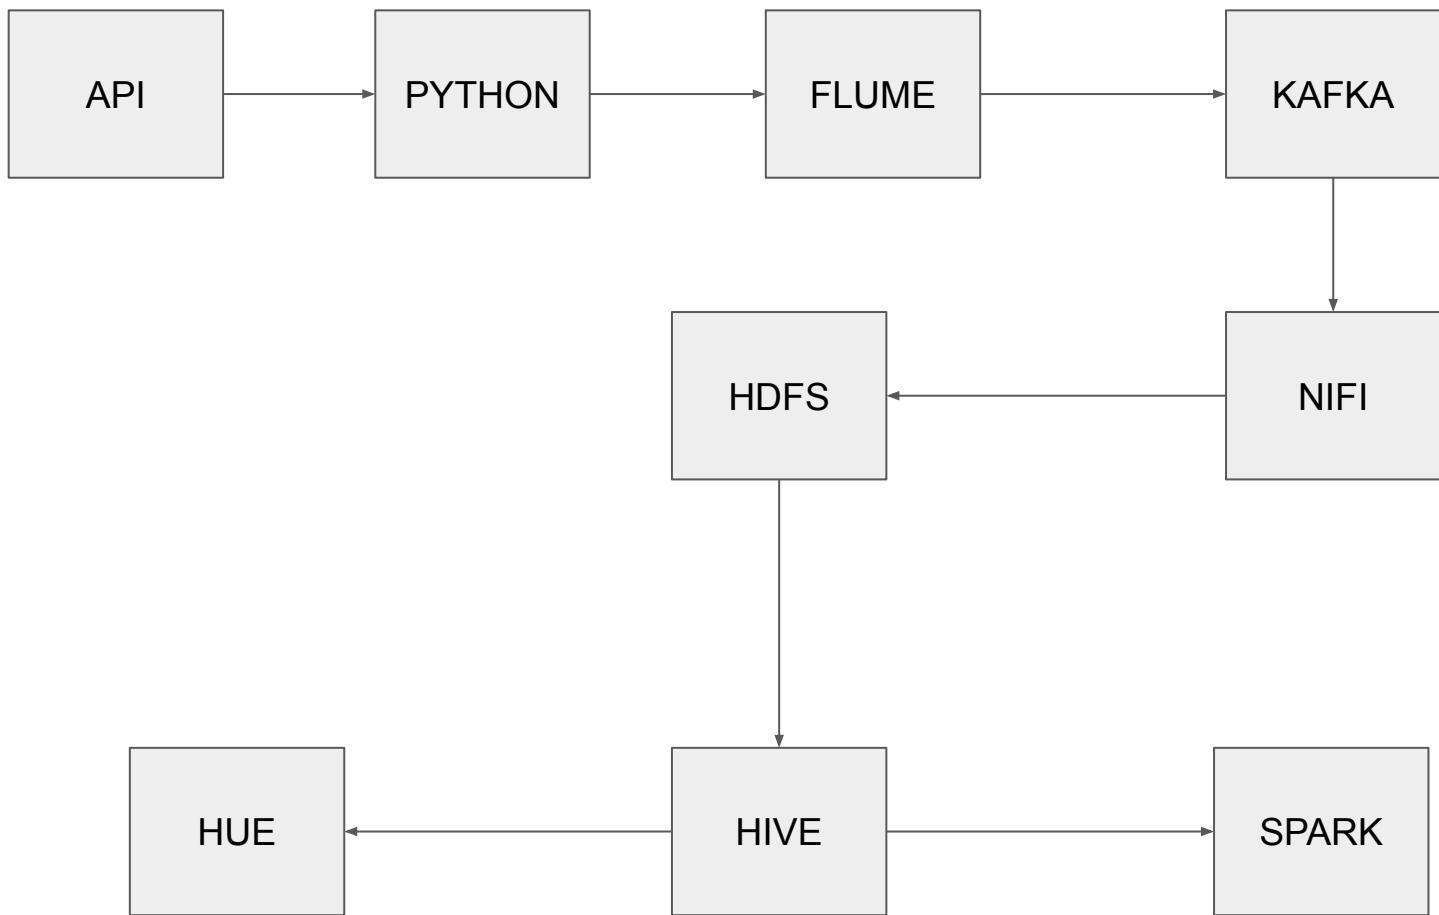 API
PYTHON
FLUME
KAFKA
HDFS
NIFI
HUE
HIVE
SPARK